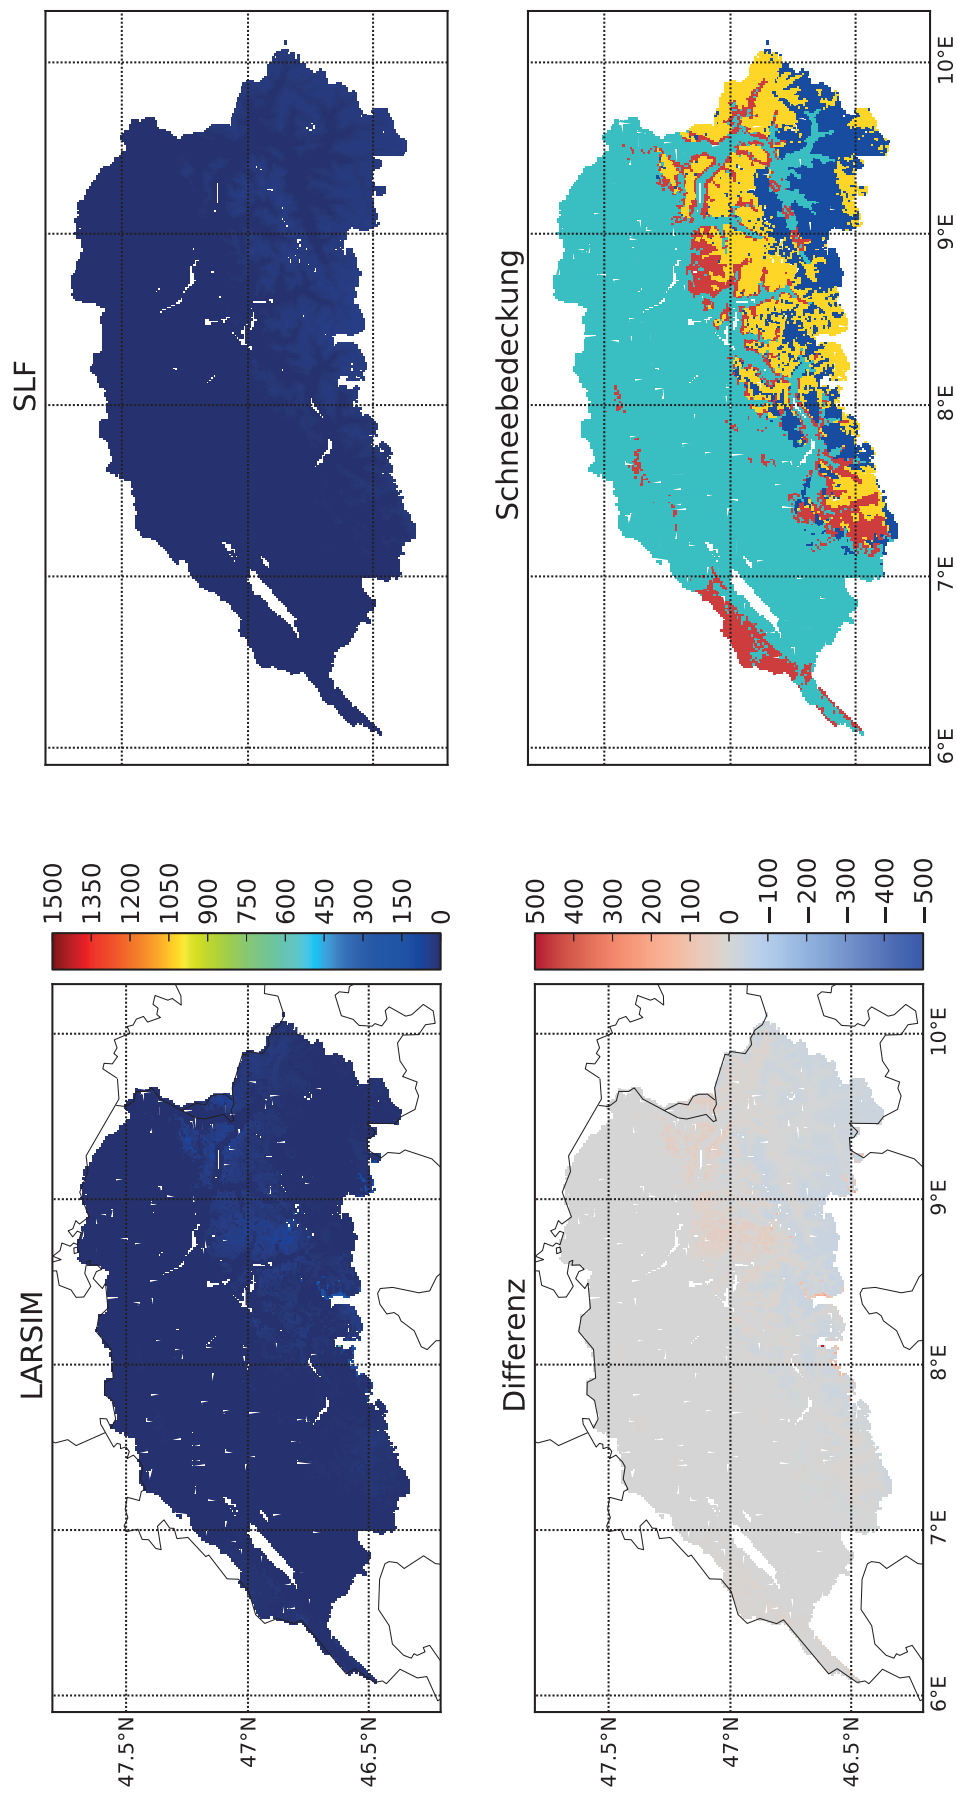 LARSIM
47.5°N
47°N
46.5°N
1500
1350
1200
1050
900
750
600
450
300
150
0
SLF
Differenz
47.5°N
47°N
46.5°N
6°E
7°E
8°E
9°E
10°E
500
400
300
200
100
0
−100
−200
−300
−400
−500
Schneebedeckung
6°E
7°E
8°E
9°E
10°E